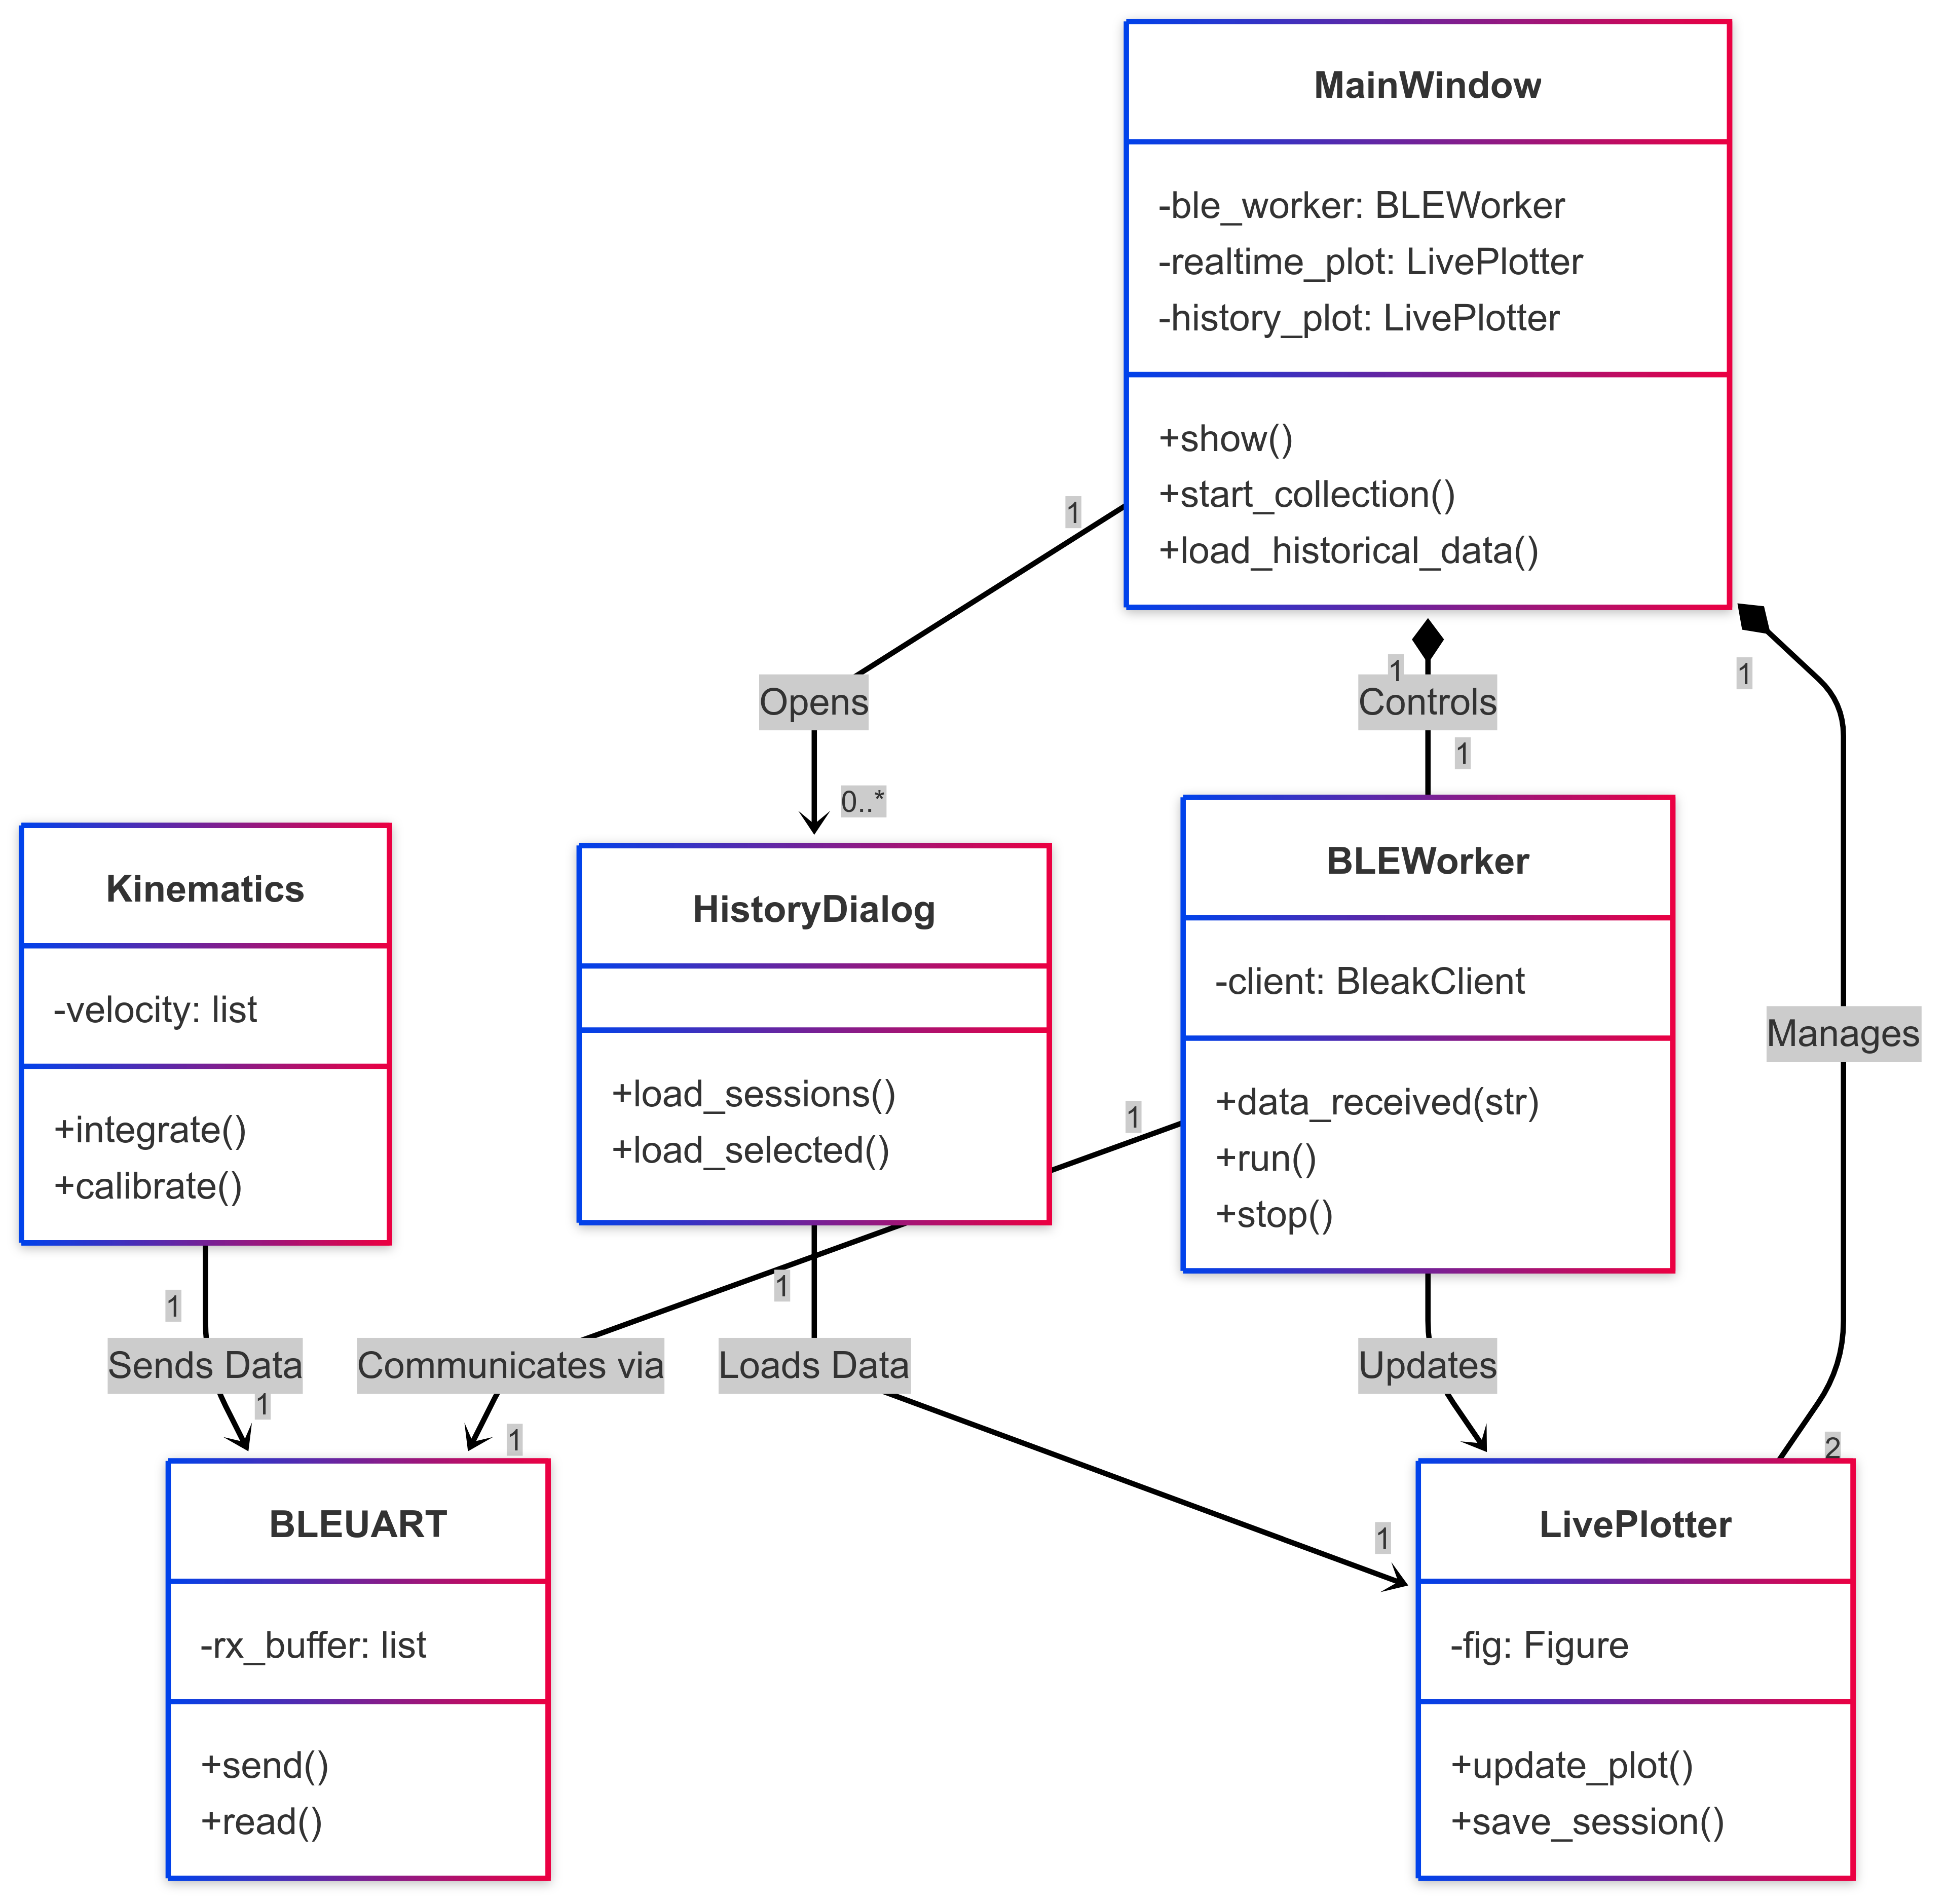 MainWindow
-ble_worker: BLEWorker
-realtime_plot: LivePlotter
-history_plot: LivePlotter
+show()
+start_collection()
+load_historical_data()
1
Opens
0..*
1
Controls
1
1
Manages
2
Kinematics
-velocity: list
+integrate()
+calibrate()
HistoryDialog
+load_sessions()
+load_selected()
BLEWorker
-client: BleakClient
+data_received(str)
+run()
+stop()
1
Sends Data
1
1
Communicates via
1
1
Loads Data
1
Updates
BLEUART
-rx_buffer: list
+send()
+read()
LivePlotter
-fig: Figure
+update_plot()
+save_session()